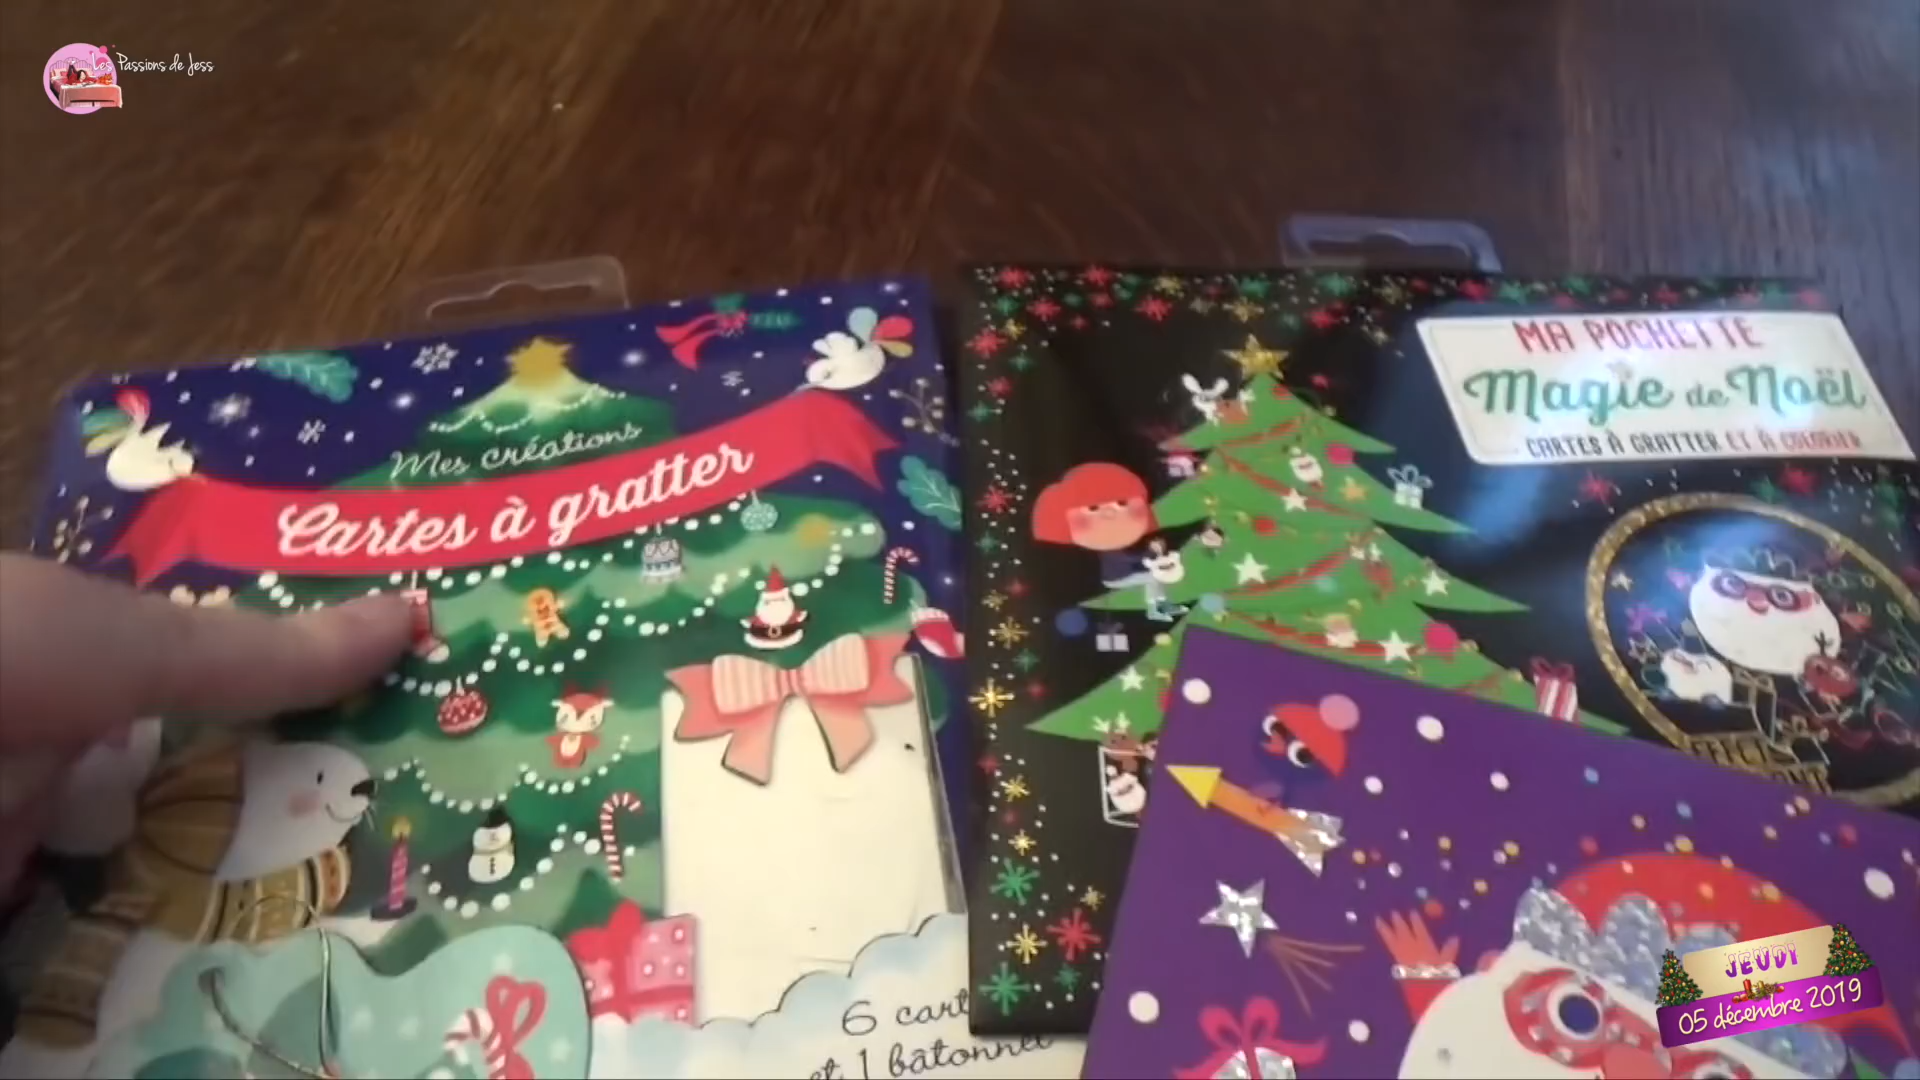 Les Passions de Jess
Mes créations
Cartes à gratter
6 cart
et 1 bâtonnet
MA POCHETTE
Magie de Noël
CARTES À GRATTER ET À COLORIER
JEUDI
05 décembre 2019